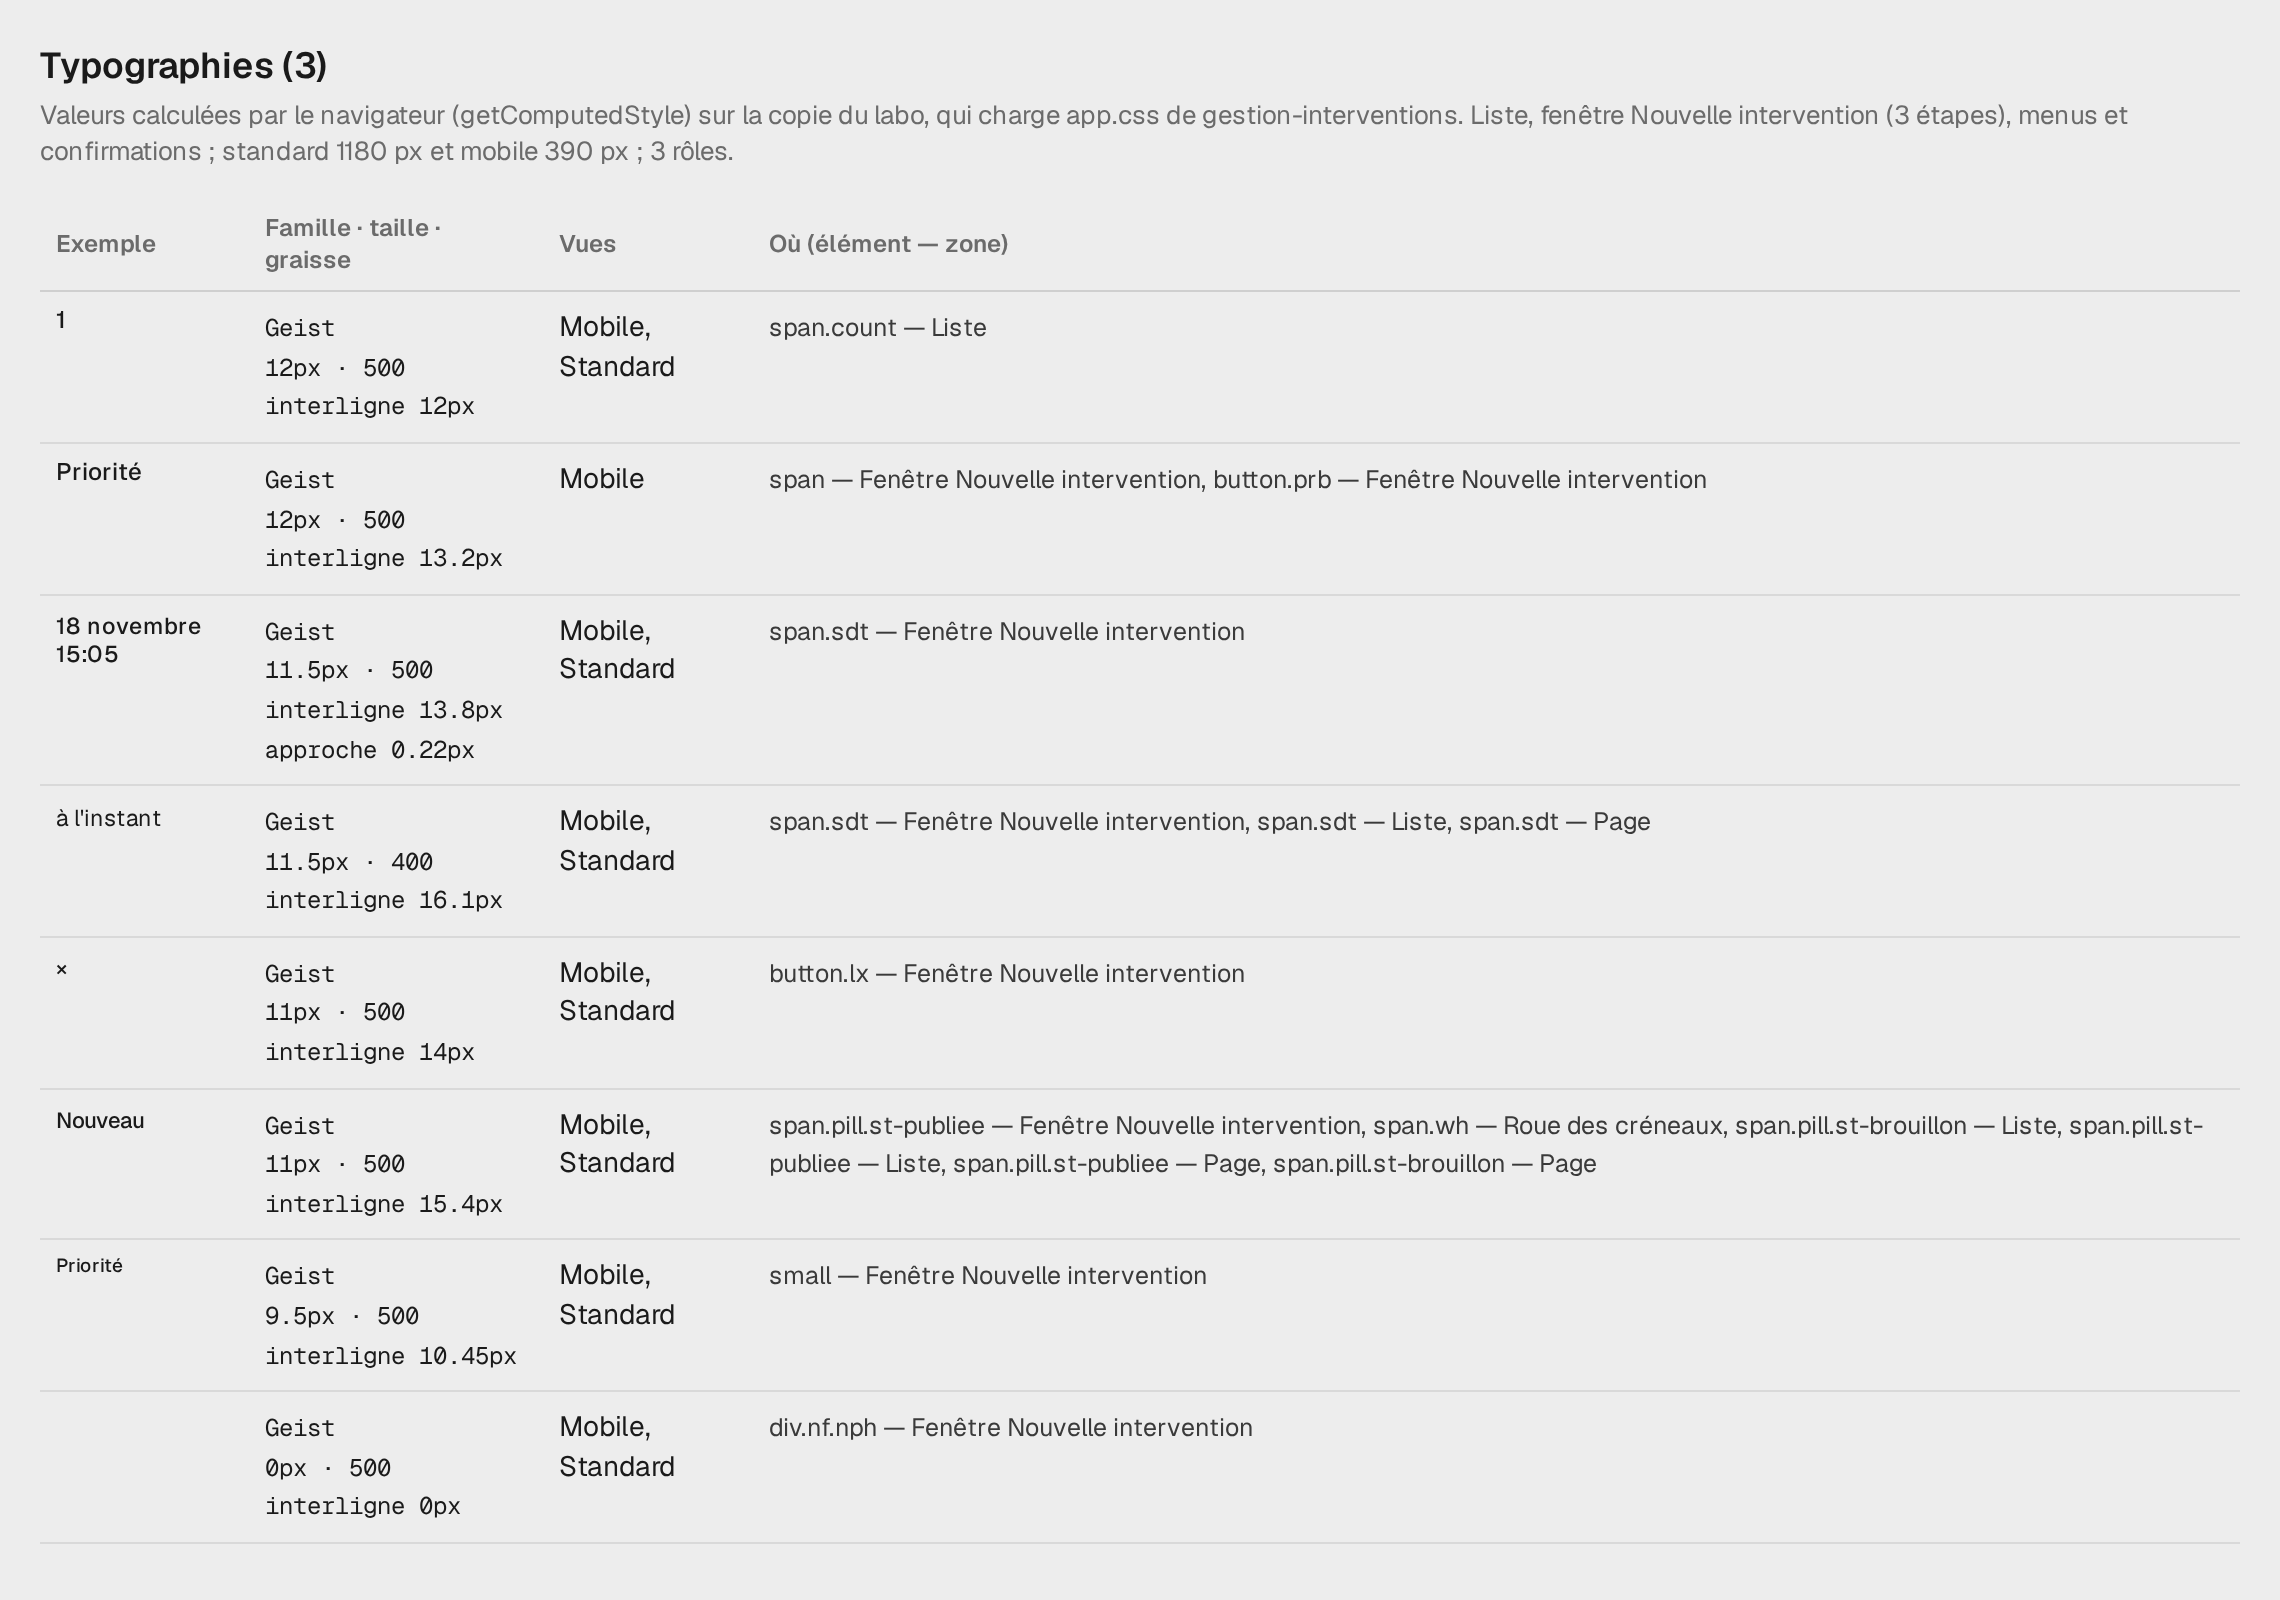 Typographies (3)
Valeurs calculées par le navigateur (getComputedStyle) sur la copie du labo, qui charge app.css de gestion-interventions. Liste, fenêtre Nouvelle intervention (3 étapes), menus et
confirmations ; standard 1180 px et mobile 390 px ; 3 rôles.
Exemple
Famille · taille ·
graisse
Vues
Où (élément — zone)
1
Geist
12px · 500
interligne 12px
Mobile,
Standard
span.count — Liste
Priorité
Geist
12px · 500
interligne 13.2px
Mobile
span — Fenêtre Nouvelle intervention, button.prb — Fenêtre Nouvelle intervention
18 novembre
15:05
Geist
11.5px · 500
interligne 13.8px
approche 0.22px
Mobile,
Standard
span.sdt — Fenêtre Nouvelle intervention
à l'instant
Geist
11.5px · 400
interligne 16.1px
Mobile,
Standard
span.sdt — Fenêtre Nouvelle intervention, span.sdt — Liste, span.sdt — Page
×
Geist
11px · 500
interligne 14px
Mobile,
Standard
button.lx — Fenêtre Nouvelle intervention
Nouveau
Geist
11px · 500
interligne 15.4px
Mobile,
Standard
span.pill.st-publiee — Fenêtre Nouvelle intervention, span.wh — Roue des créneaux, span.pill.st-brouillon — Liste, span.pill.st-
publiee — Liste, span.pill.st-publiee — Page, span.pill.st-brouillon — Page
Priorité
Geist
9.5px · 500
interligne 10.45px
Mobile,
Standard
small — Fenêtre Nouvelle intervention
Geist
0px · 500
interligne 0px
Mobile,
Standard
div.nf.nph — Fenêtre Nouvelle intervention